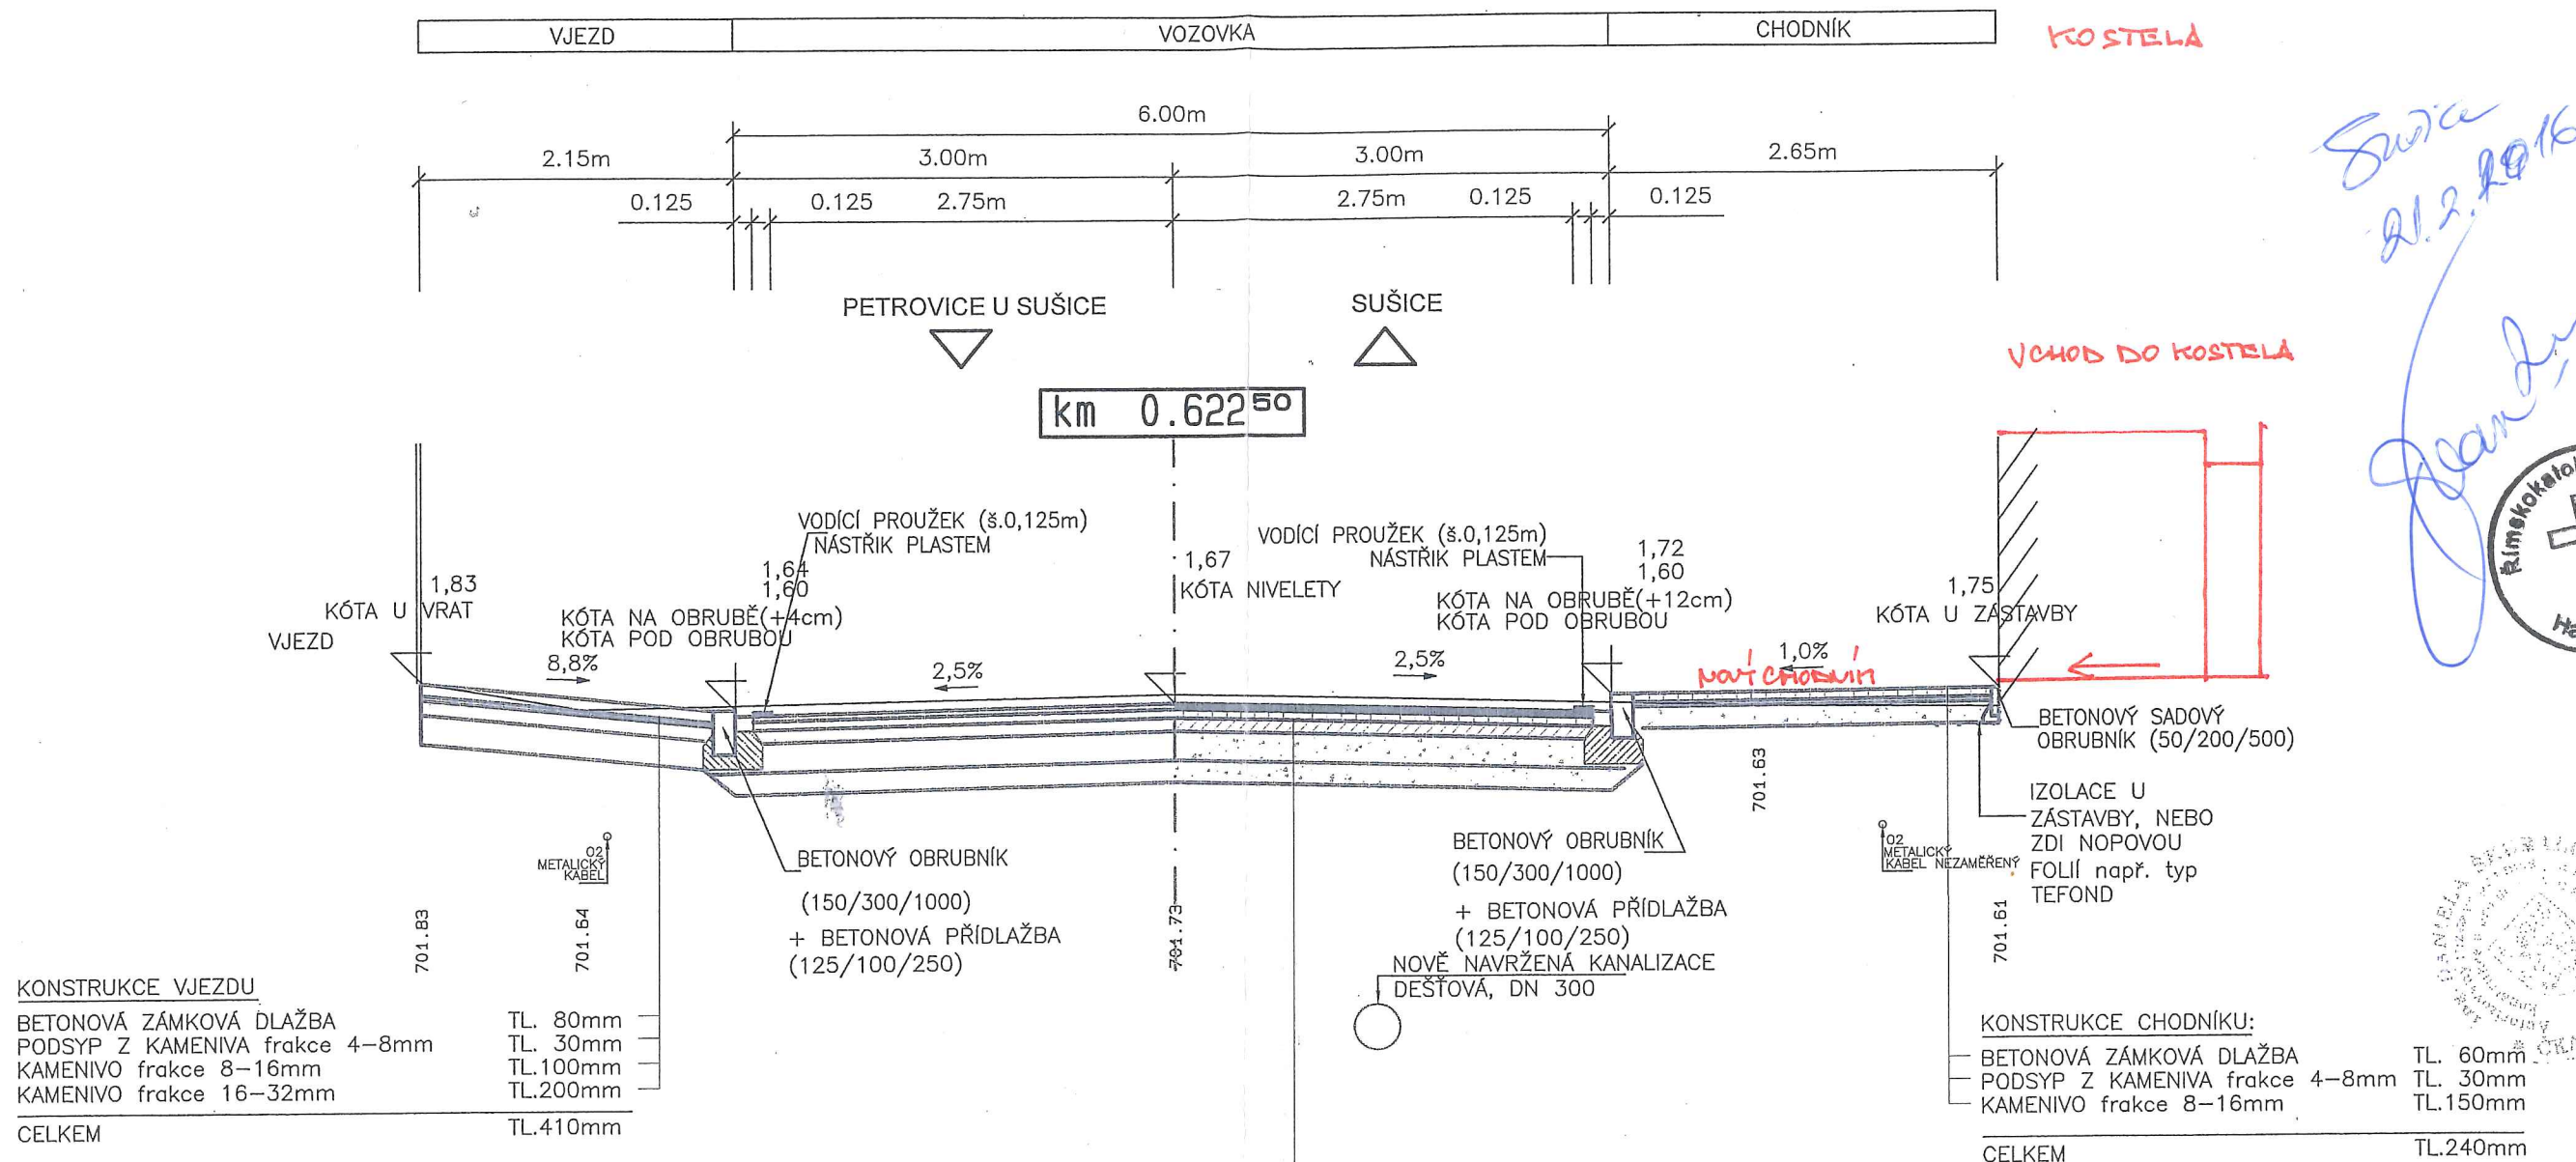 VJEZD
VOZOVKA
CHODNÍK
KOSTELA
6.00m
2.15m
3.00m
3.00m
2.65m
0.125
0.125
2.75m
2.75m
0.125
0.125
Sušice
PETROVICE U SUŠICE
SUŠICE
VCHOD DO KOSTELA
km 0.622⁵⁰
VODÍCÍ PROUŽEK (š.0,125m)
NÁSTŘIK PLASTEM
VODÍCÍ PROUŽEK (š.0,125m)
NÁSTŘIK PLASTEM
1,83
KÓTA U VRAT
VJEZD
1,64
1,60
KÓTA NA OBRUBĚ(+4cm)
KÓTA POD OBRUBOU
1,67
KÓTA NIVELETY
1,72
1,60
KÓTA NA OBRUBĚ(+12cm)
KÓTA POD OBRUBOU
1,75
KÓTA U ZÁSTAVBY
8,8%
2,5%
2,5%
1,0%
NOVÝ CHODNÍK
BETONOVÝ SADOVÝ
OBRUBNÍK (50/200/500)
IZOLACE U
ZÁSTAVBY, NEBO
ZDI NOPOVOU
FOLIÍ např. typ
TEFOND
02
METALICKÝ
KABEL
BETONOVÝ OBRUBNÍK
(150/300/1000)
+ BETONOVÁ PŘÍDLAŽBA
(125/100/250)
BETONOVÝ OBRUBNÍK
(150/300/1000)
+ BETONOVÁ PŘÍDLAŽBA
(125/100/250)
02
METALICKÝ
KABEL NEZAMĚŘENÝ
NOVĚ NAVRŽENÁ KANALIZACE
DEŠŤOVÁ, DN 300
701.83
701.64
701.73
701.63
701.61
KONSTRUKCE VJEZDU
BETONOVÁ ZÁMKOVÁ DLAŽBA TL. 80mm
PODSYP Z KAMENIVA frakce 4-8mm TL. 30mm
KAMENIVO frakce 8-16mm TL.100mm
KAMENIVO frakce 16-32mm TL.200mm
CELKEM TL.410mm
KONSTRUKCE CHODNÍKU:
BETONOVÁ ZÁMKOVÁ DLAŽBA TL. 60mm
PODSYP Z KAMENIVA frakce 4-8mm TL. 30mm
KAMENIVO frakce 8-16mm TL.150mm
CELKEM TL.240mm